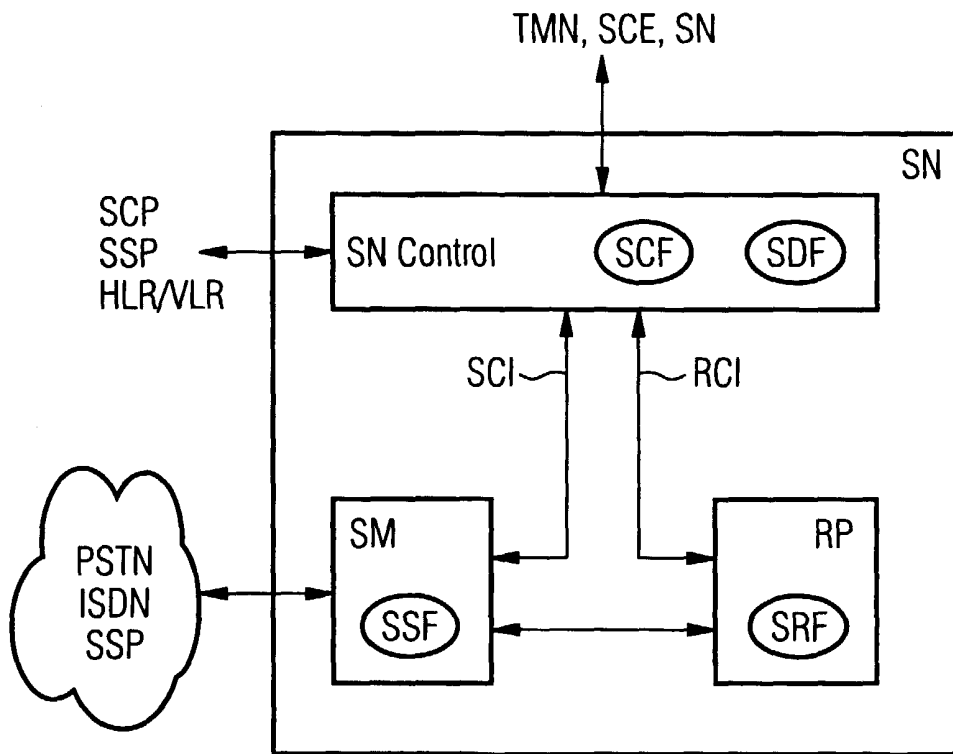 TMN, SCE, SN
SN
SCP
SSP
HLR/VLR
SN Control
SCF
SDF
SCI
RCI
SM
RP
PSTN
ISDN
SSP
SSF
SRF